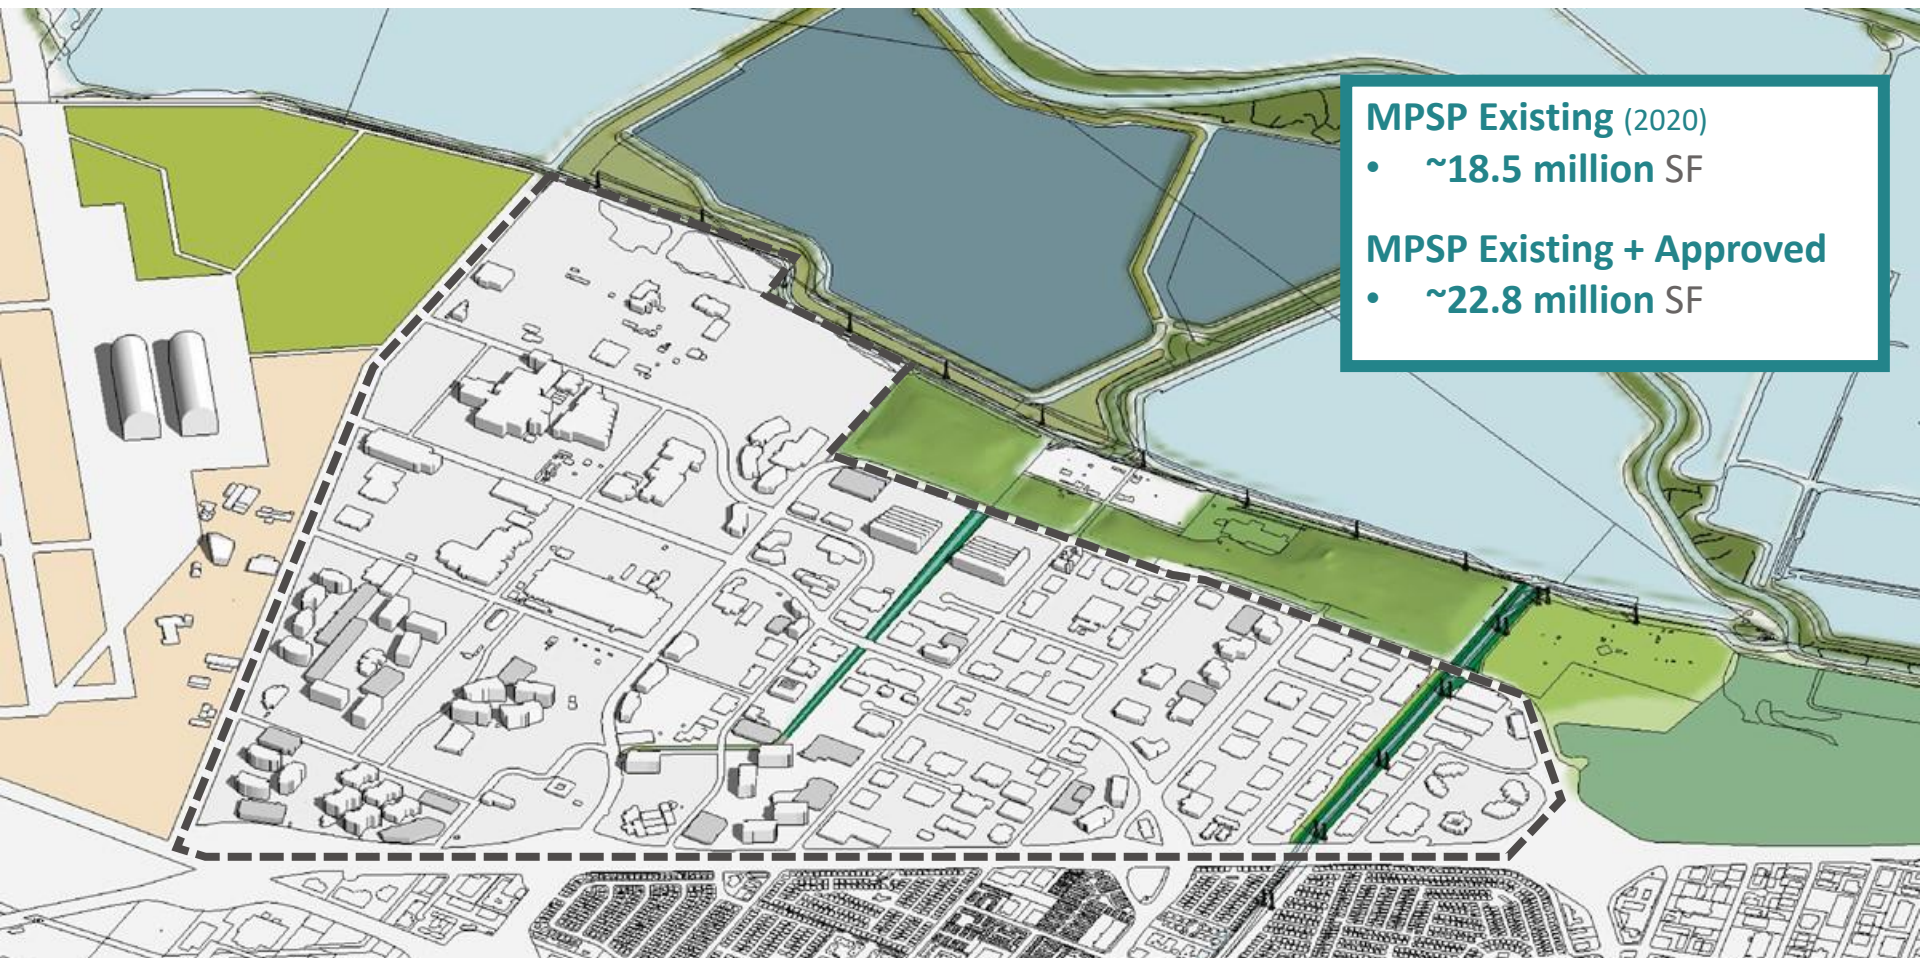 MPSP Existing (2020)
• ~18.5 million SF
MPSP Existing + Approved
• ~22.8 million SF